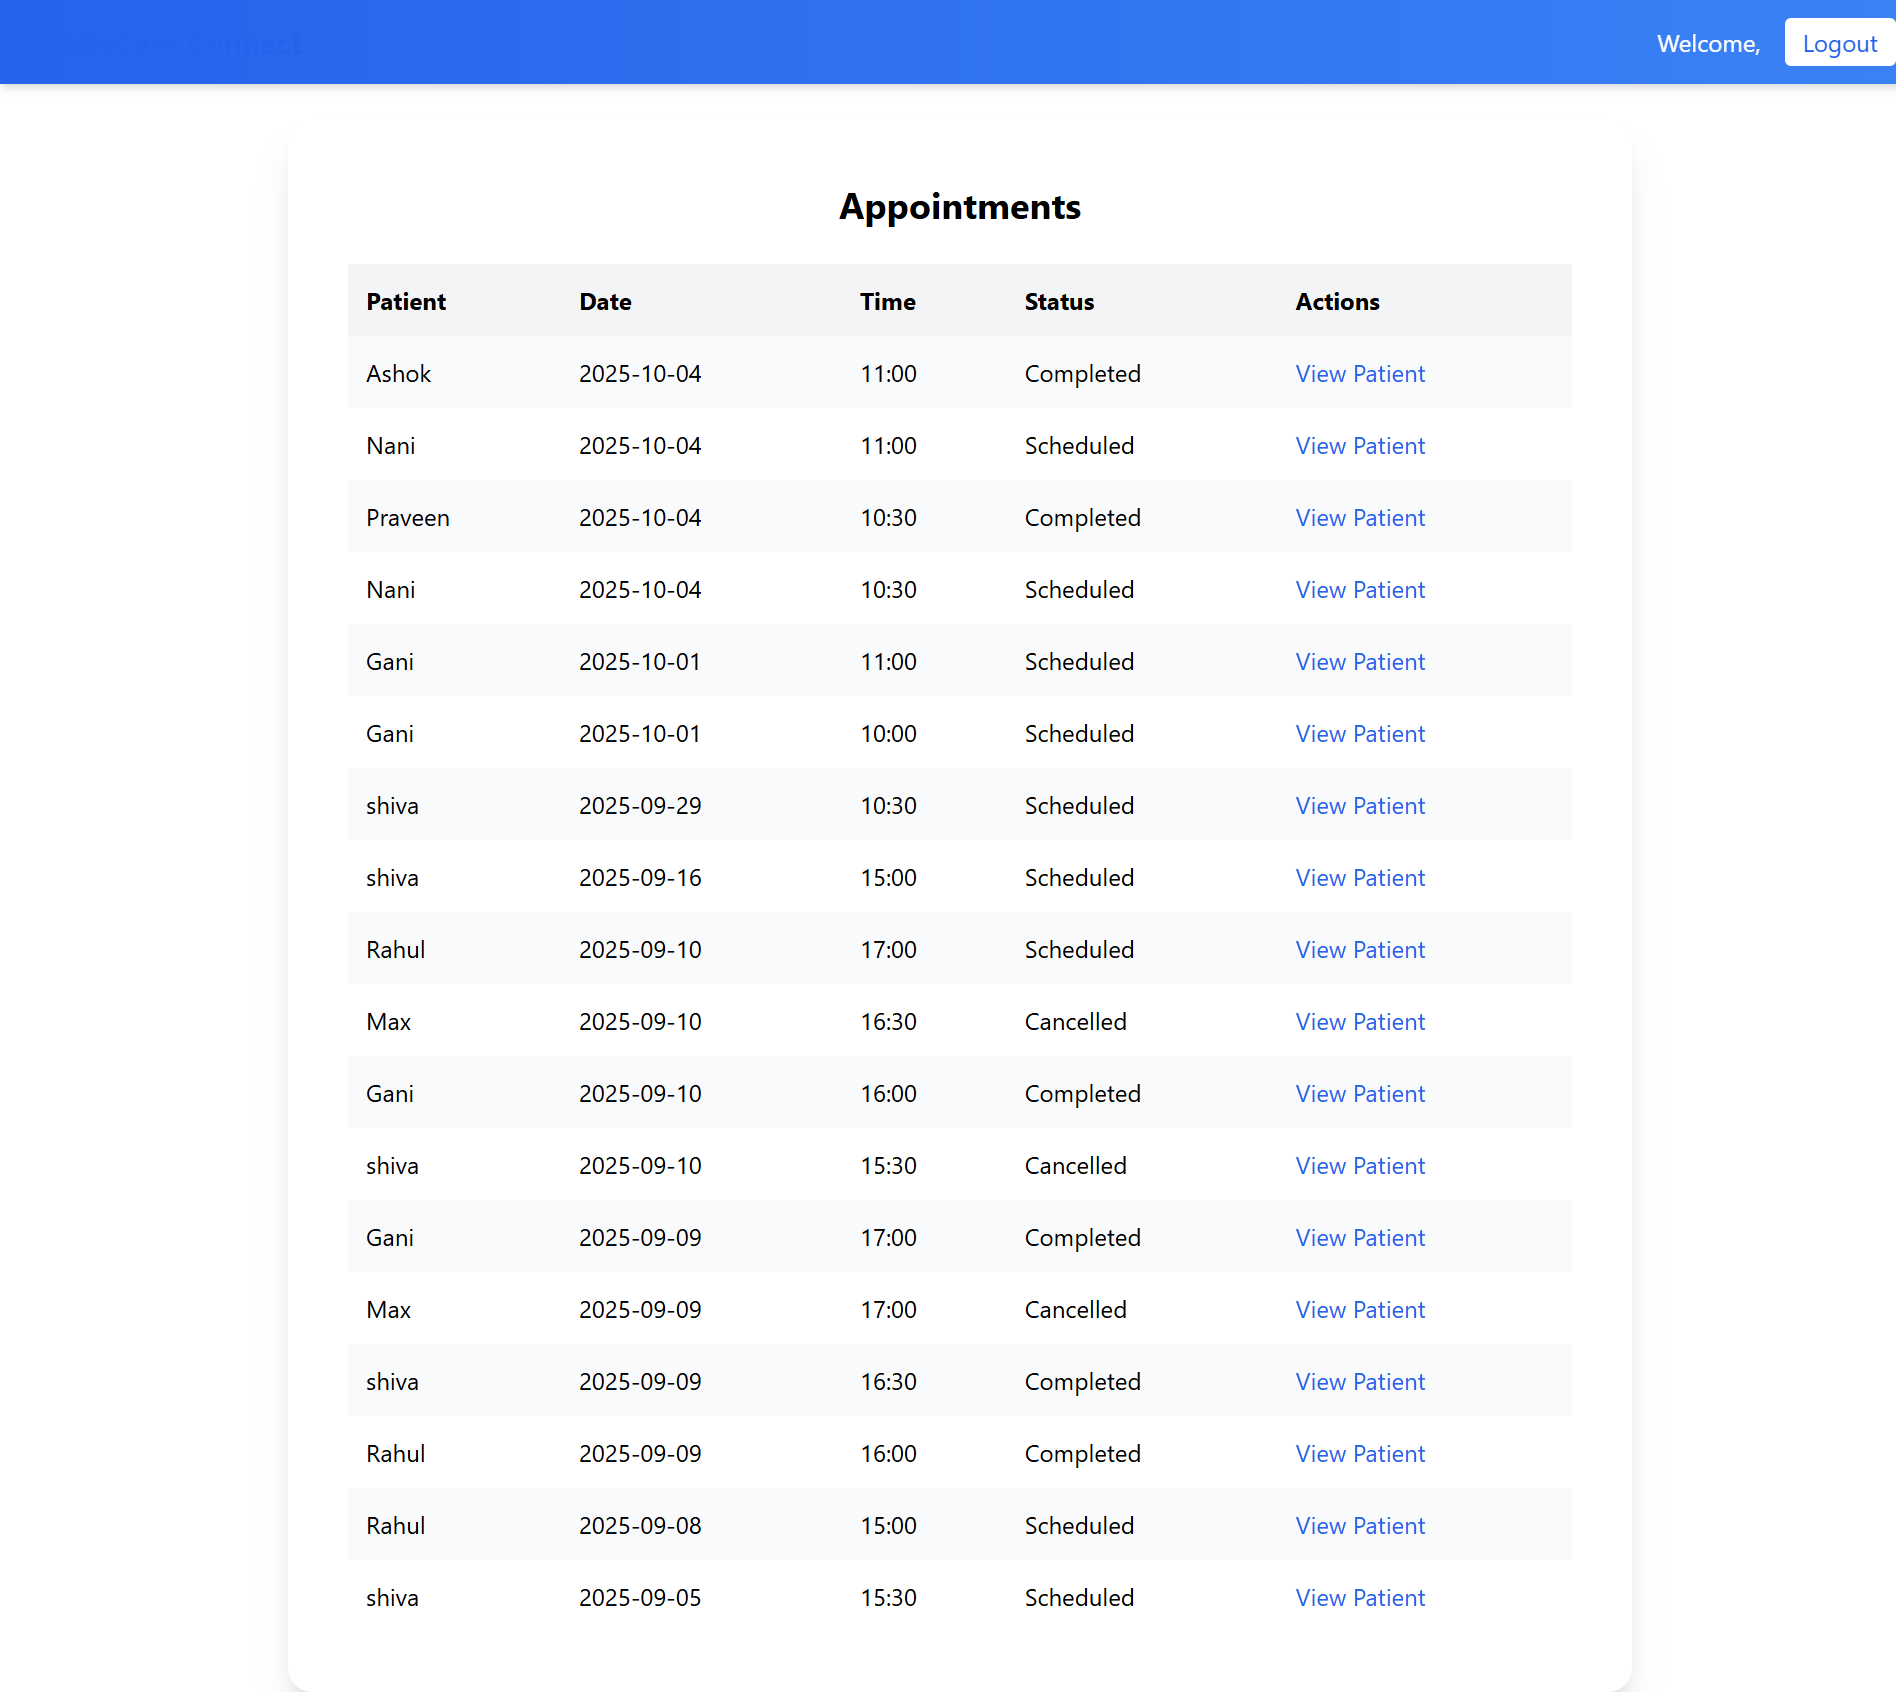 Connect
Welcome, Logout
Appointments
Patient Date Time Status Actions
Ashok 2025-10-04 11:00 Completed View Patient
Nani 2025-10-04 11:00 Scheduled View Patient
Praveen 2025-10-04 10:30 Completed View Patient
Nani 2025-10-04 10:30 Scheduled View Patient
Gani 2025-10-01 11:00 Scheduled View Patient
Gani 2025-10-01 10:00 Scheduled View Patient
shiva 2025-09-29 10:30 Scheduled View Patient
shiva 2025-09-16 15:00 Scheduled View Patient
Rahul 2025-09-10 17:00 Scheduled View Patient
Max 2025-09-10 16:30 Cancelled View Patient
Gani 2025-09-10 16:00 Completed View Patient
shiva 2025-09-10 15:30 Cancelled View Patient
Gani 2025-09-09 17:00 Completed View Patient
Max 2025-09-09 17:00 Cancelled View Patient
shiva 2025-09-09 16:30 Completed View Patient
Rahul 2025-09-09 16:00 Completed View Patient
Rahul 2025-09-08 15:00 Scheduled View Patient
shiva 2025-09-05 15:30 Scheduled View Patient